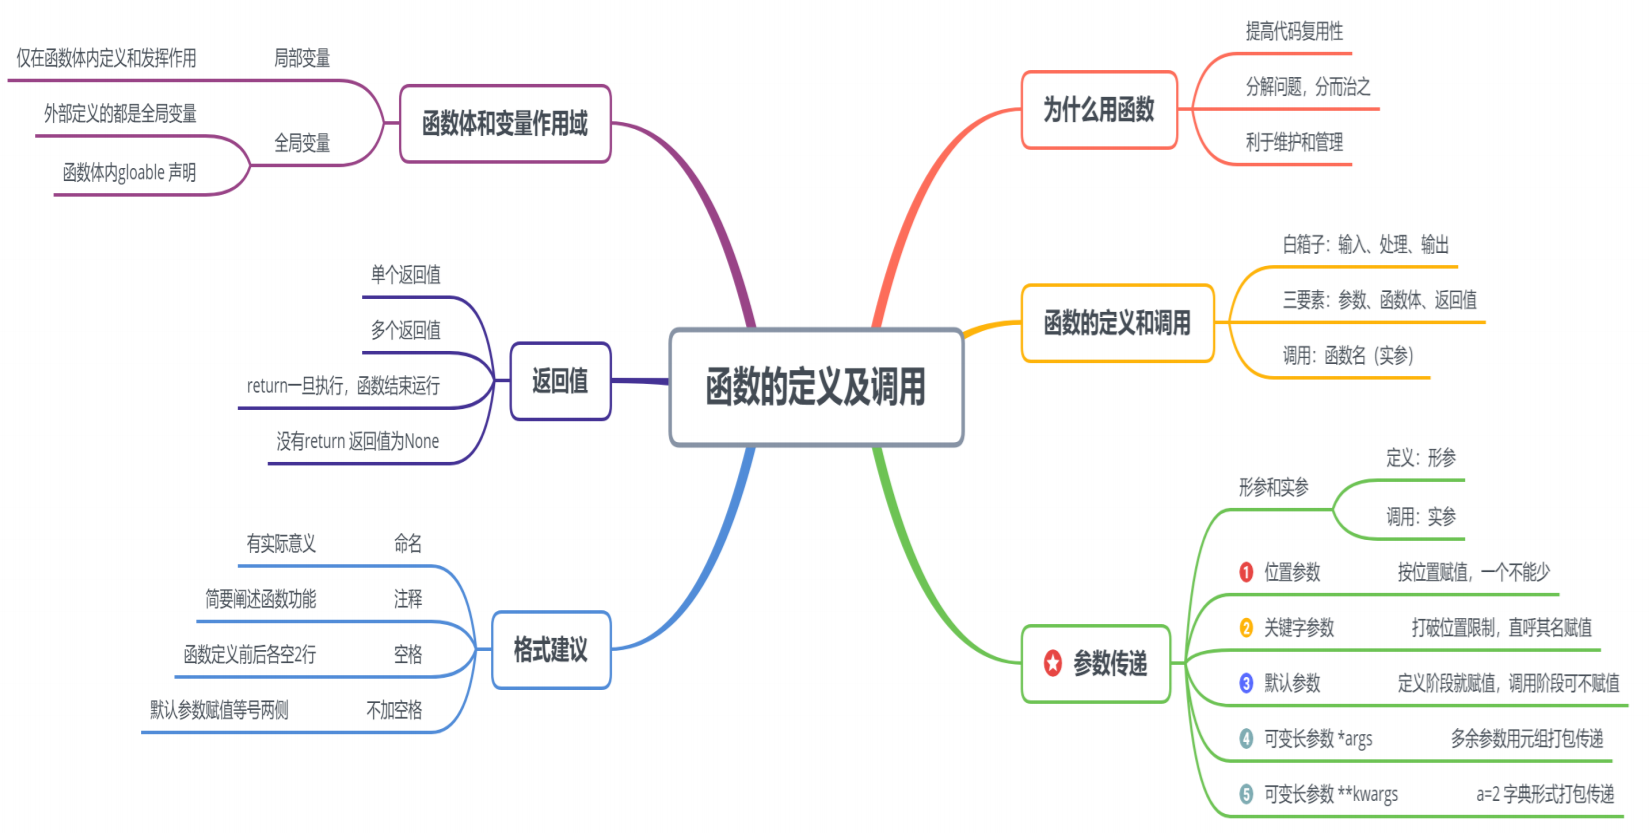 函数的定义及调用
为什么用函数
提高代码复用性
分解问题，分而治之
利于维护和管理
函数的定义和调用
白箱子：输入、处理、输出
三要素：参数、函数体、返回值
调用：函数名（实参）
参数传递
形参和实参
定义：形参
调用：实参
1 位置参数 按位置赋值，一个不能少
2 关键字参数 打破位置限制，直呼其名赋值
3 默认参数 定义阶段就赋值，调用阶段可不赋值
4 可变长参数 *args 多余参数用元组打包传递
5 可变长参数 **kwargs a=2 字典形式打包传递
函数体和变量作用域
仅在函数体内定义和发挥作用 局部变量
外部定义的都是全局变量
全局变量
函数体内gloable 声明
返回值
单个返回值
多个返回值
return一旦执行，函数结束运行
没有return 返回值为None
格式建议
有实际意义 命名
简要阐述函数功能 注释
函数定义前后各空2行 空格
默认参数赋值等号两侧 不加空格